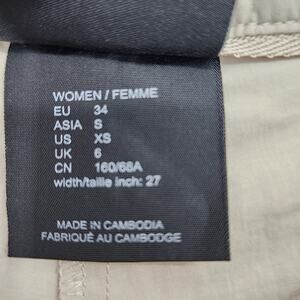 WOMEN / FEMME
EU 34
ASIA S
US XS
UK 6
CN 160/68A
width/taille inch: 27
MADE IN CAMBODIA
FABRIQUÉ AU CAMBODGE